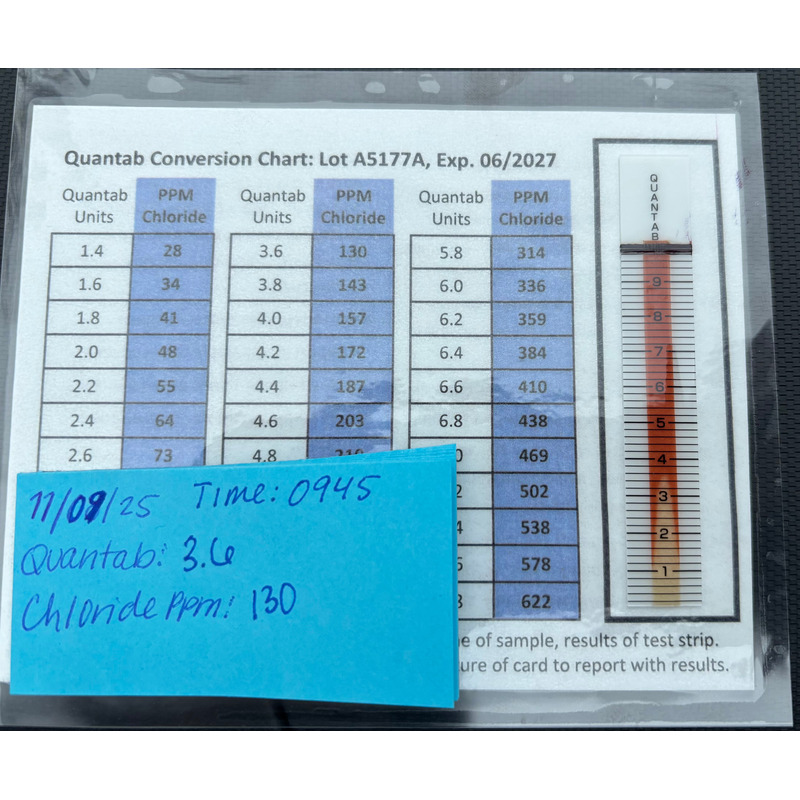 Quantab Conversion Chart: Lot A5177A, Exp. 06/2027
Quantab Units PPM Chloride Quantab Units PPM Chloride Quantab Units PPM Chloride
1.4 28 3.6 130 5.8 314
1.6 34 3.8 143 6.0 336
1.8 41 4.0 157 6.2 359
2.0 48 4.2 172 6.4 384
2.2 55 4.4 187 6.6 410
2.4 64 4.6 203 6.8 438
2.6 73 4.8 469
502
538
578
622
e of sample, results of test strip.
ure of card to report with results.
11/09/25 Time: 0945
Quantab: 3.6
Chloride ppm: 130
QUANTAB
9
8
7
6
5
4
3
2
1